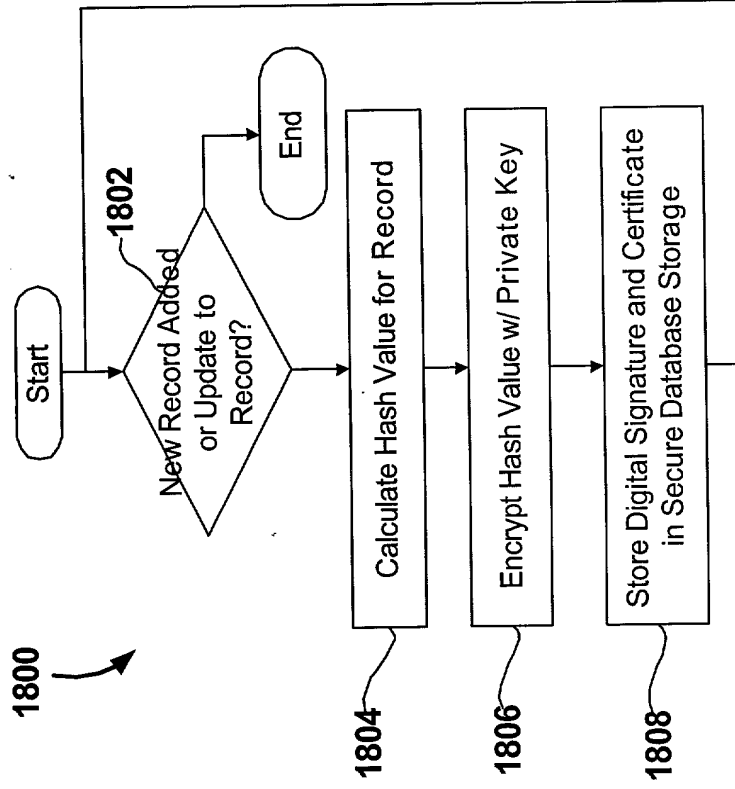 1800
Start
1802
New Record Added
or Update to
Record?
End
1804
Calculate Hash Value for Record
1806
Encrypt Hash Value w/ Private Key
1808
Store Digital Signature and Certificate
in Secure Database Storage